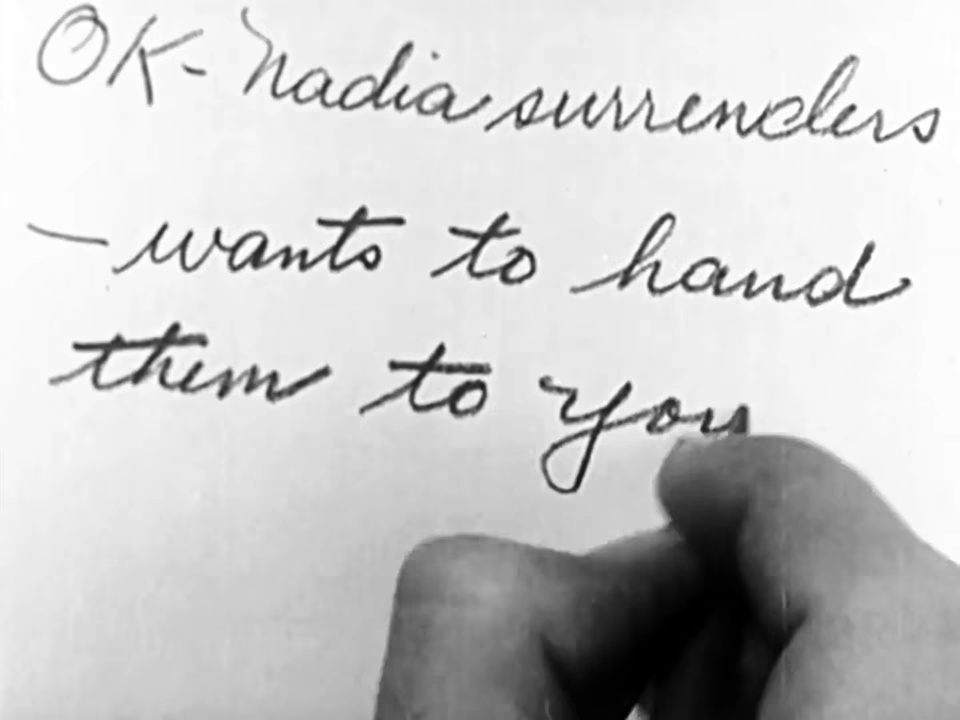 OK- Nadia surrenders
— wants to hand
them to you